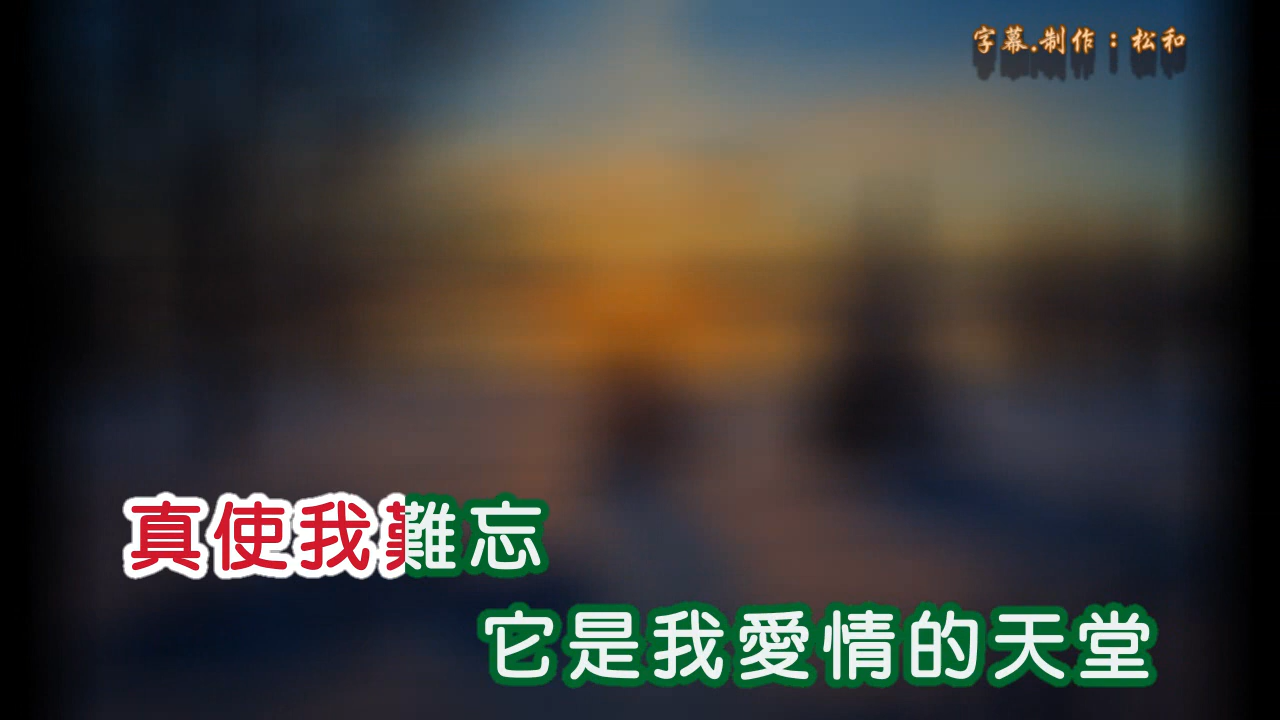 字幕.制作：松和
真使我難忘
它是我愛情的天堂